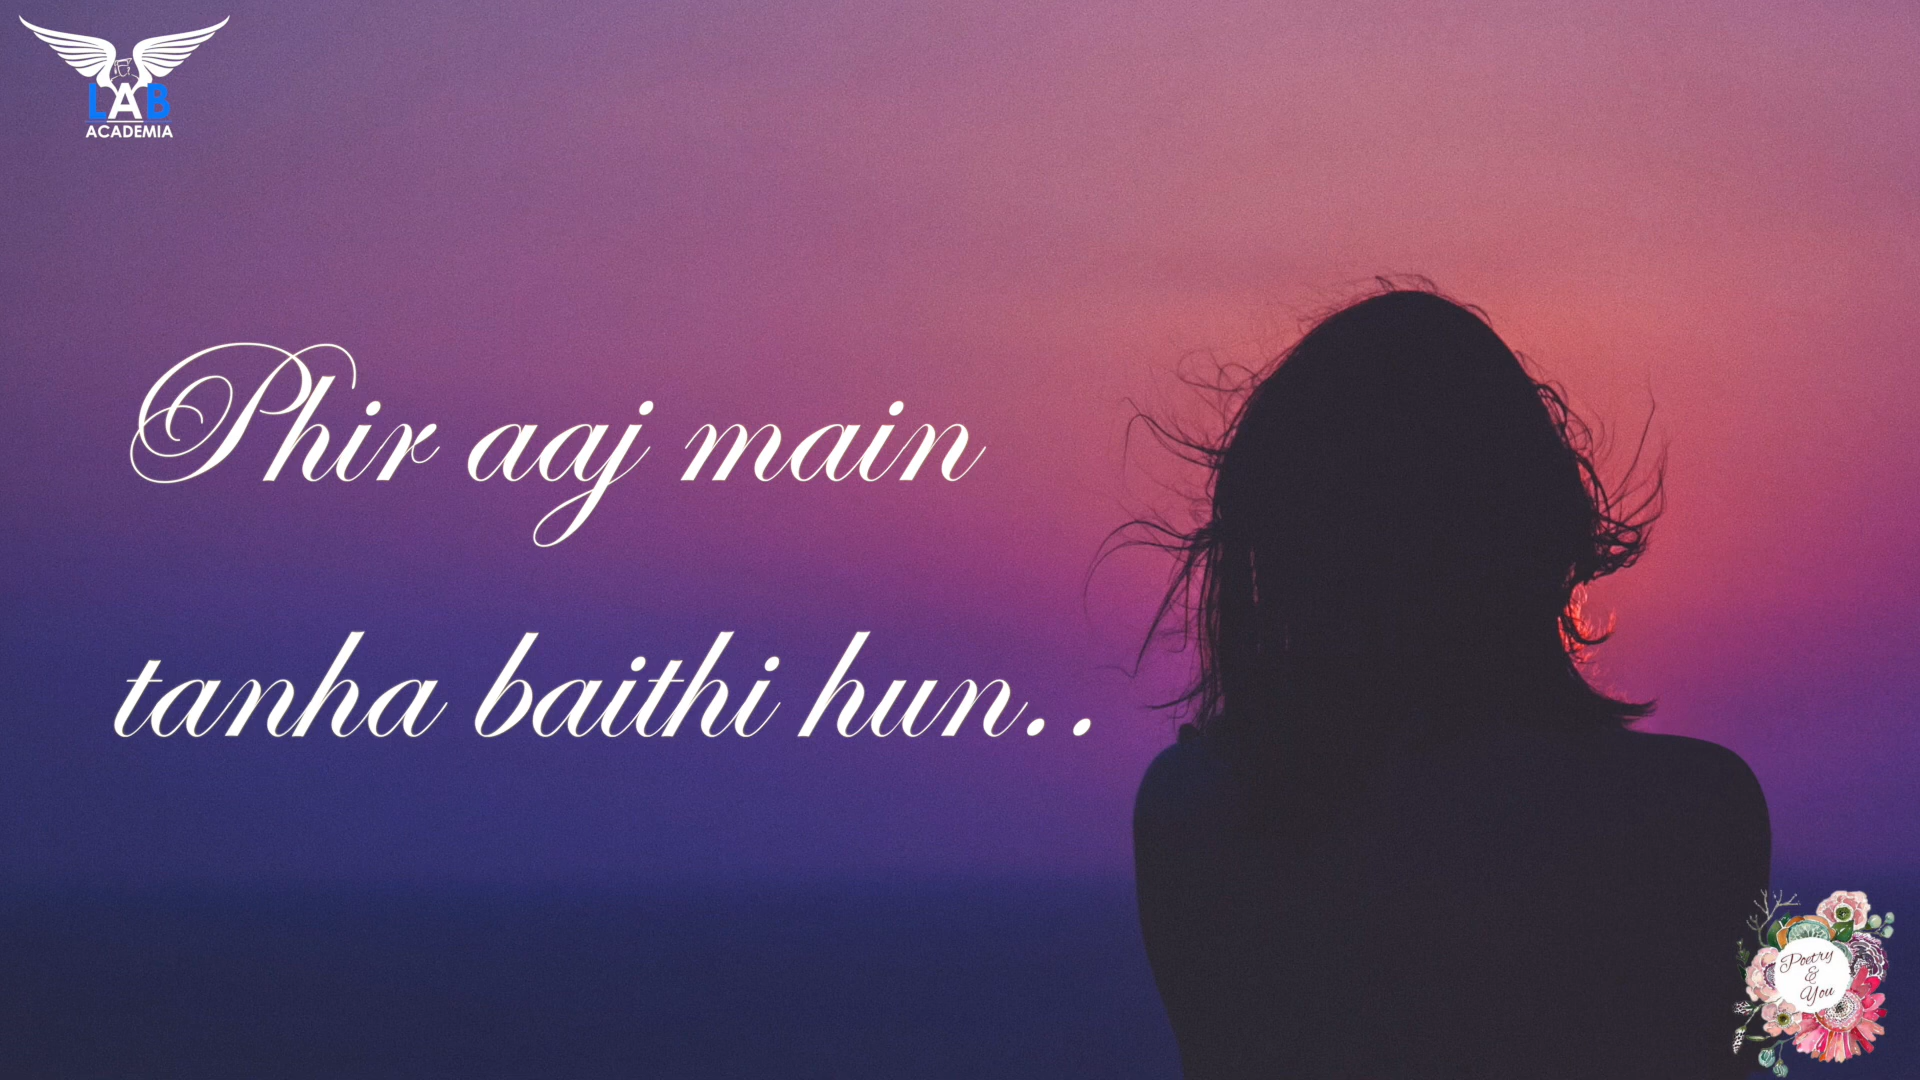 LAB
ACADEMIA
Phir aaj main
tanha baithi hun..
Poetry
&
You